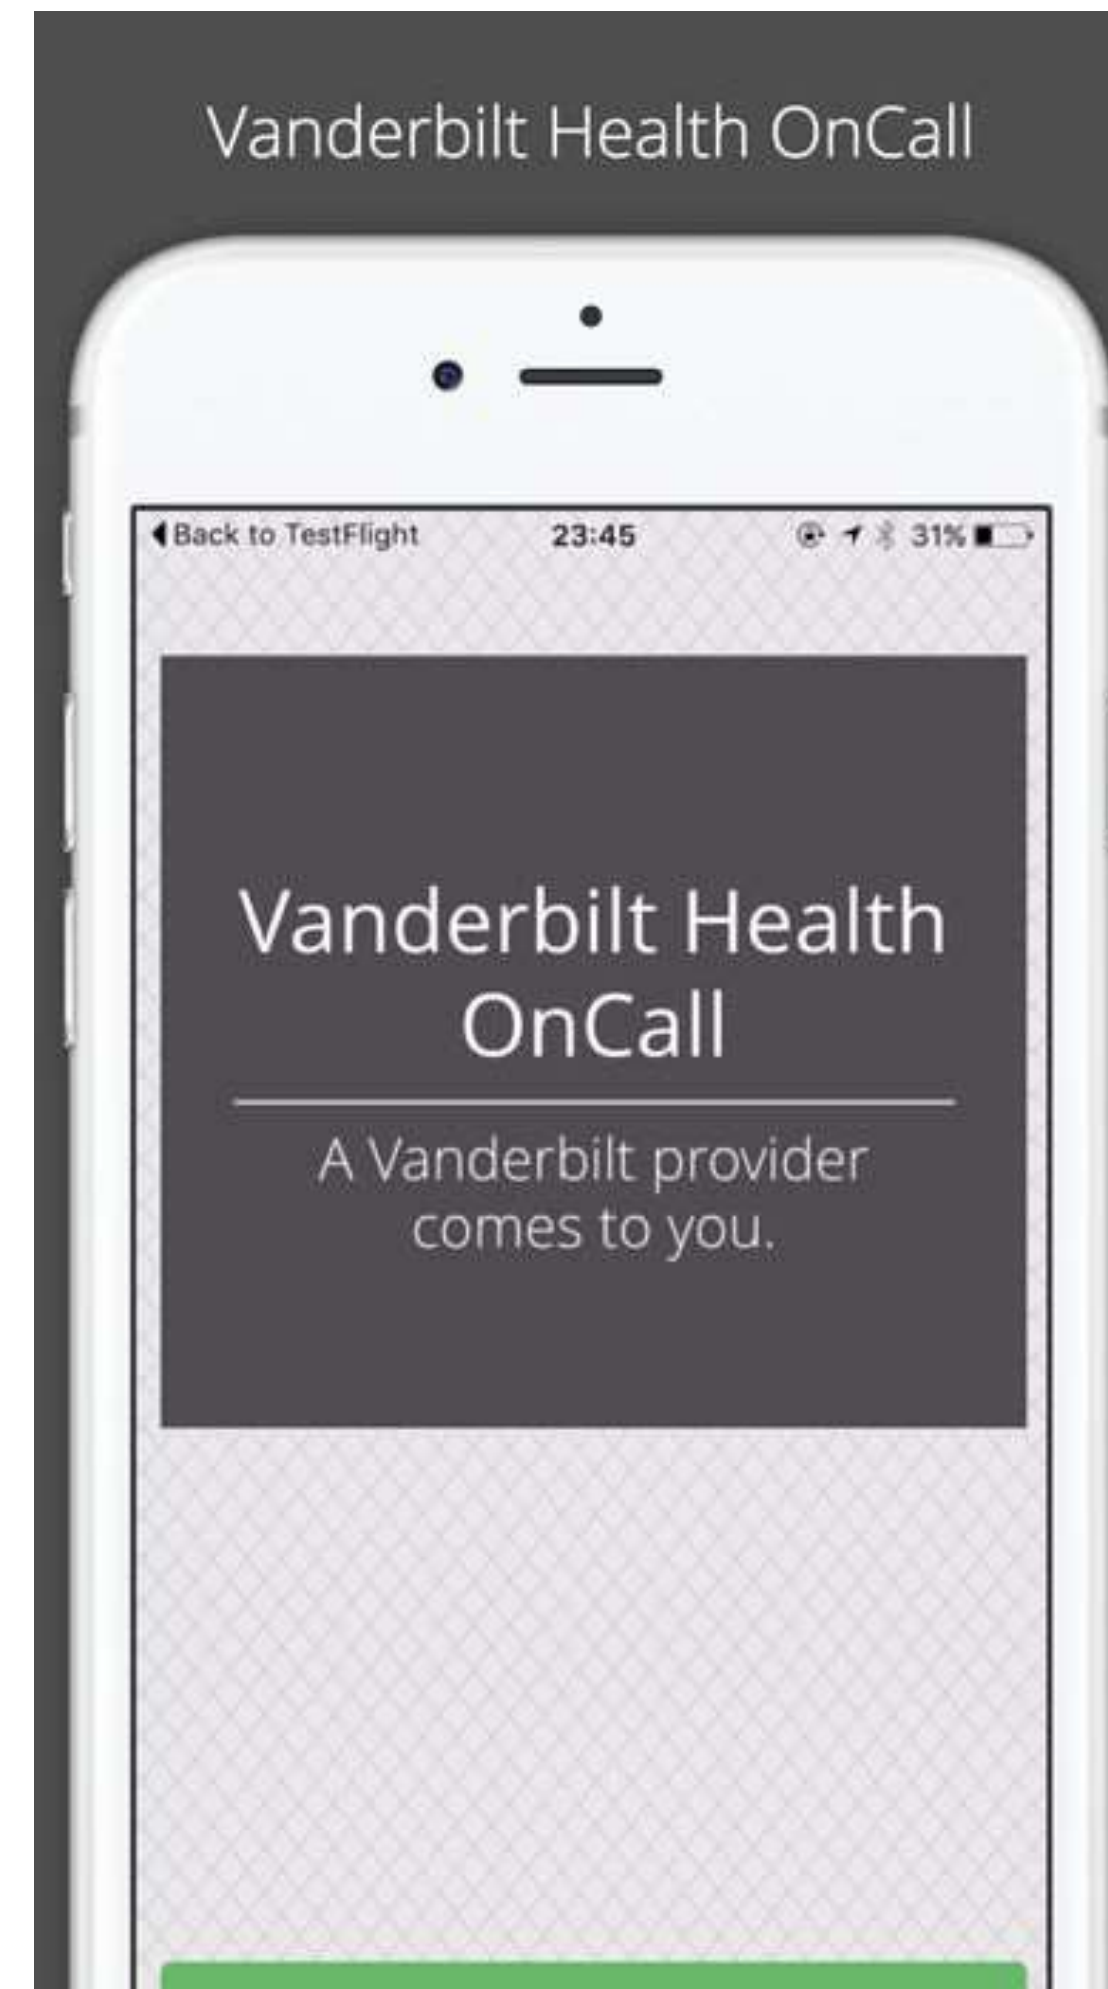 Vanderbilt Health OnCall
Back to TestFlight 23:45 31%
Vanderbilt Health
OnCall
A Vanderbilt provider
comes to you.